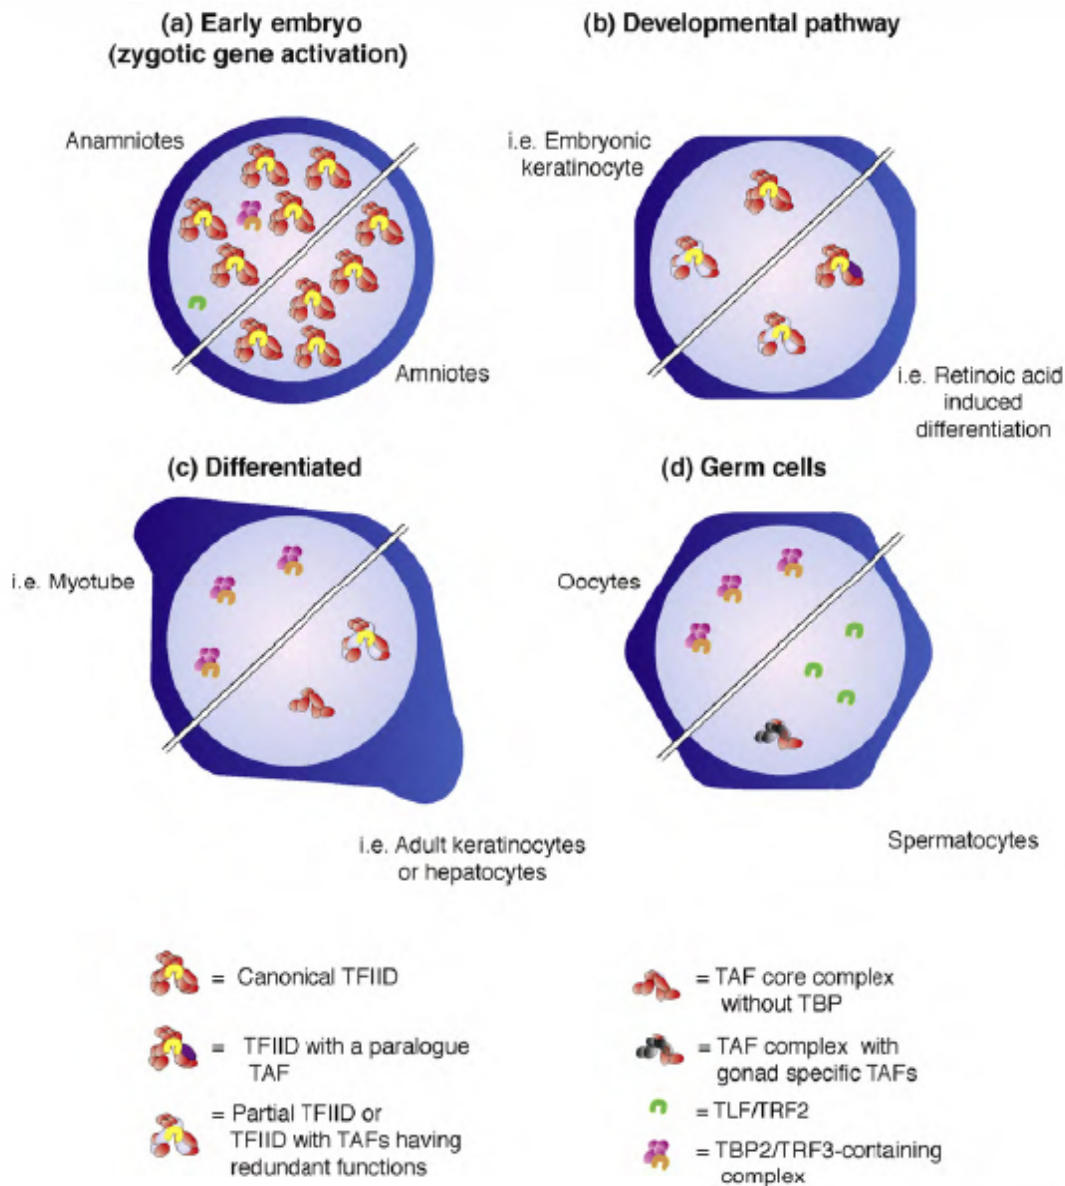 (a) Early embryo
(zygotic gene activation)
Anamniotes
Amniotes
(b) Developmental pathway
i.e. Embryonic
keratinocyte
i.e. Retinoic acid
induced
differentiation
(c) Differentiated
i.e. Myotube
i.e. Adult keratinocytes
or hepatocytes
(d) Germ cells
Oocytes
Spermatocytes
= Canonical TFIID
= TFIID with a paralogue
TAF
= Partial TFIID or
TFIID with TAFs having
redundant functions
= TAF core complex
without TBP
= TAF complex with
gonad specific TAFs
= TLF/TRF2
= TBP2/TRF3-containing
complex